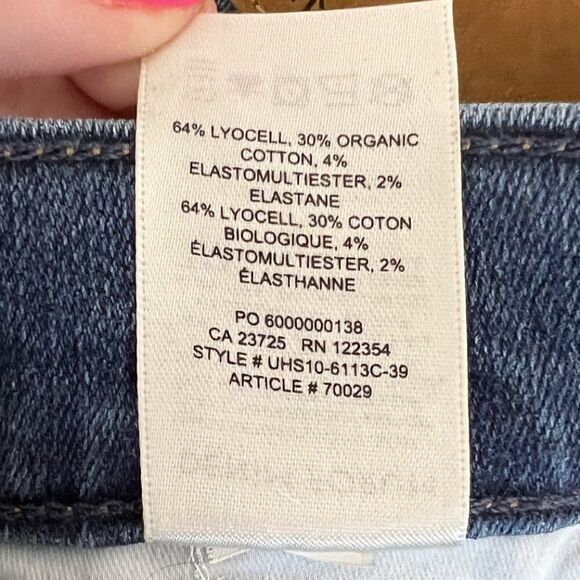 64% LYOCELL, 30% ORGANIC
COTTON, 4%
ELASTOMULTIESTER, 2%
ELASTANE
64% LYOCELL, 30% COTON
BIOLOGIQUE, 4%
ÉLASTOMULTIESTER, 2%
ÉLASTHANNE
PO 6000000138
CA 23725 RN 122354
STYLE # UHS10-6113C-39
ARTICLE # 70029